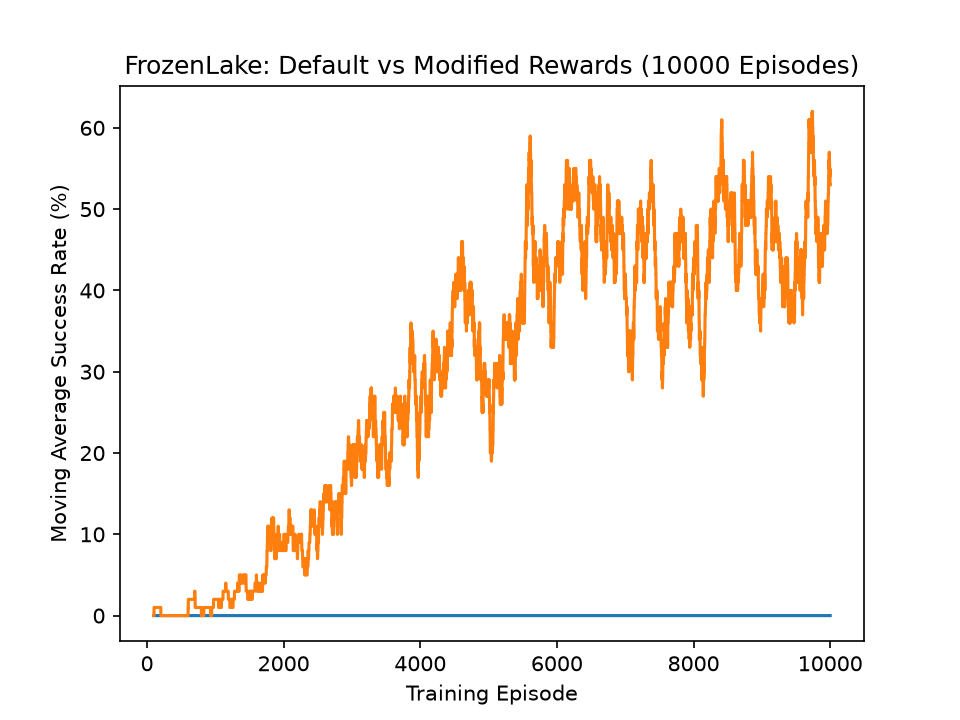 FrozenLake: Default vs Modified Rewards (10000 Episodes)
Moving Average Success Rate (%)
60
50
40
30
20
10
0
0 2000 4000 6000 8000 10000
Training Episode